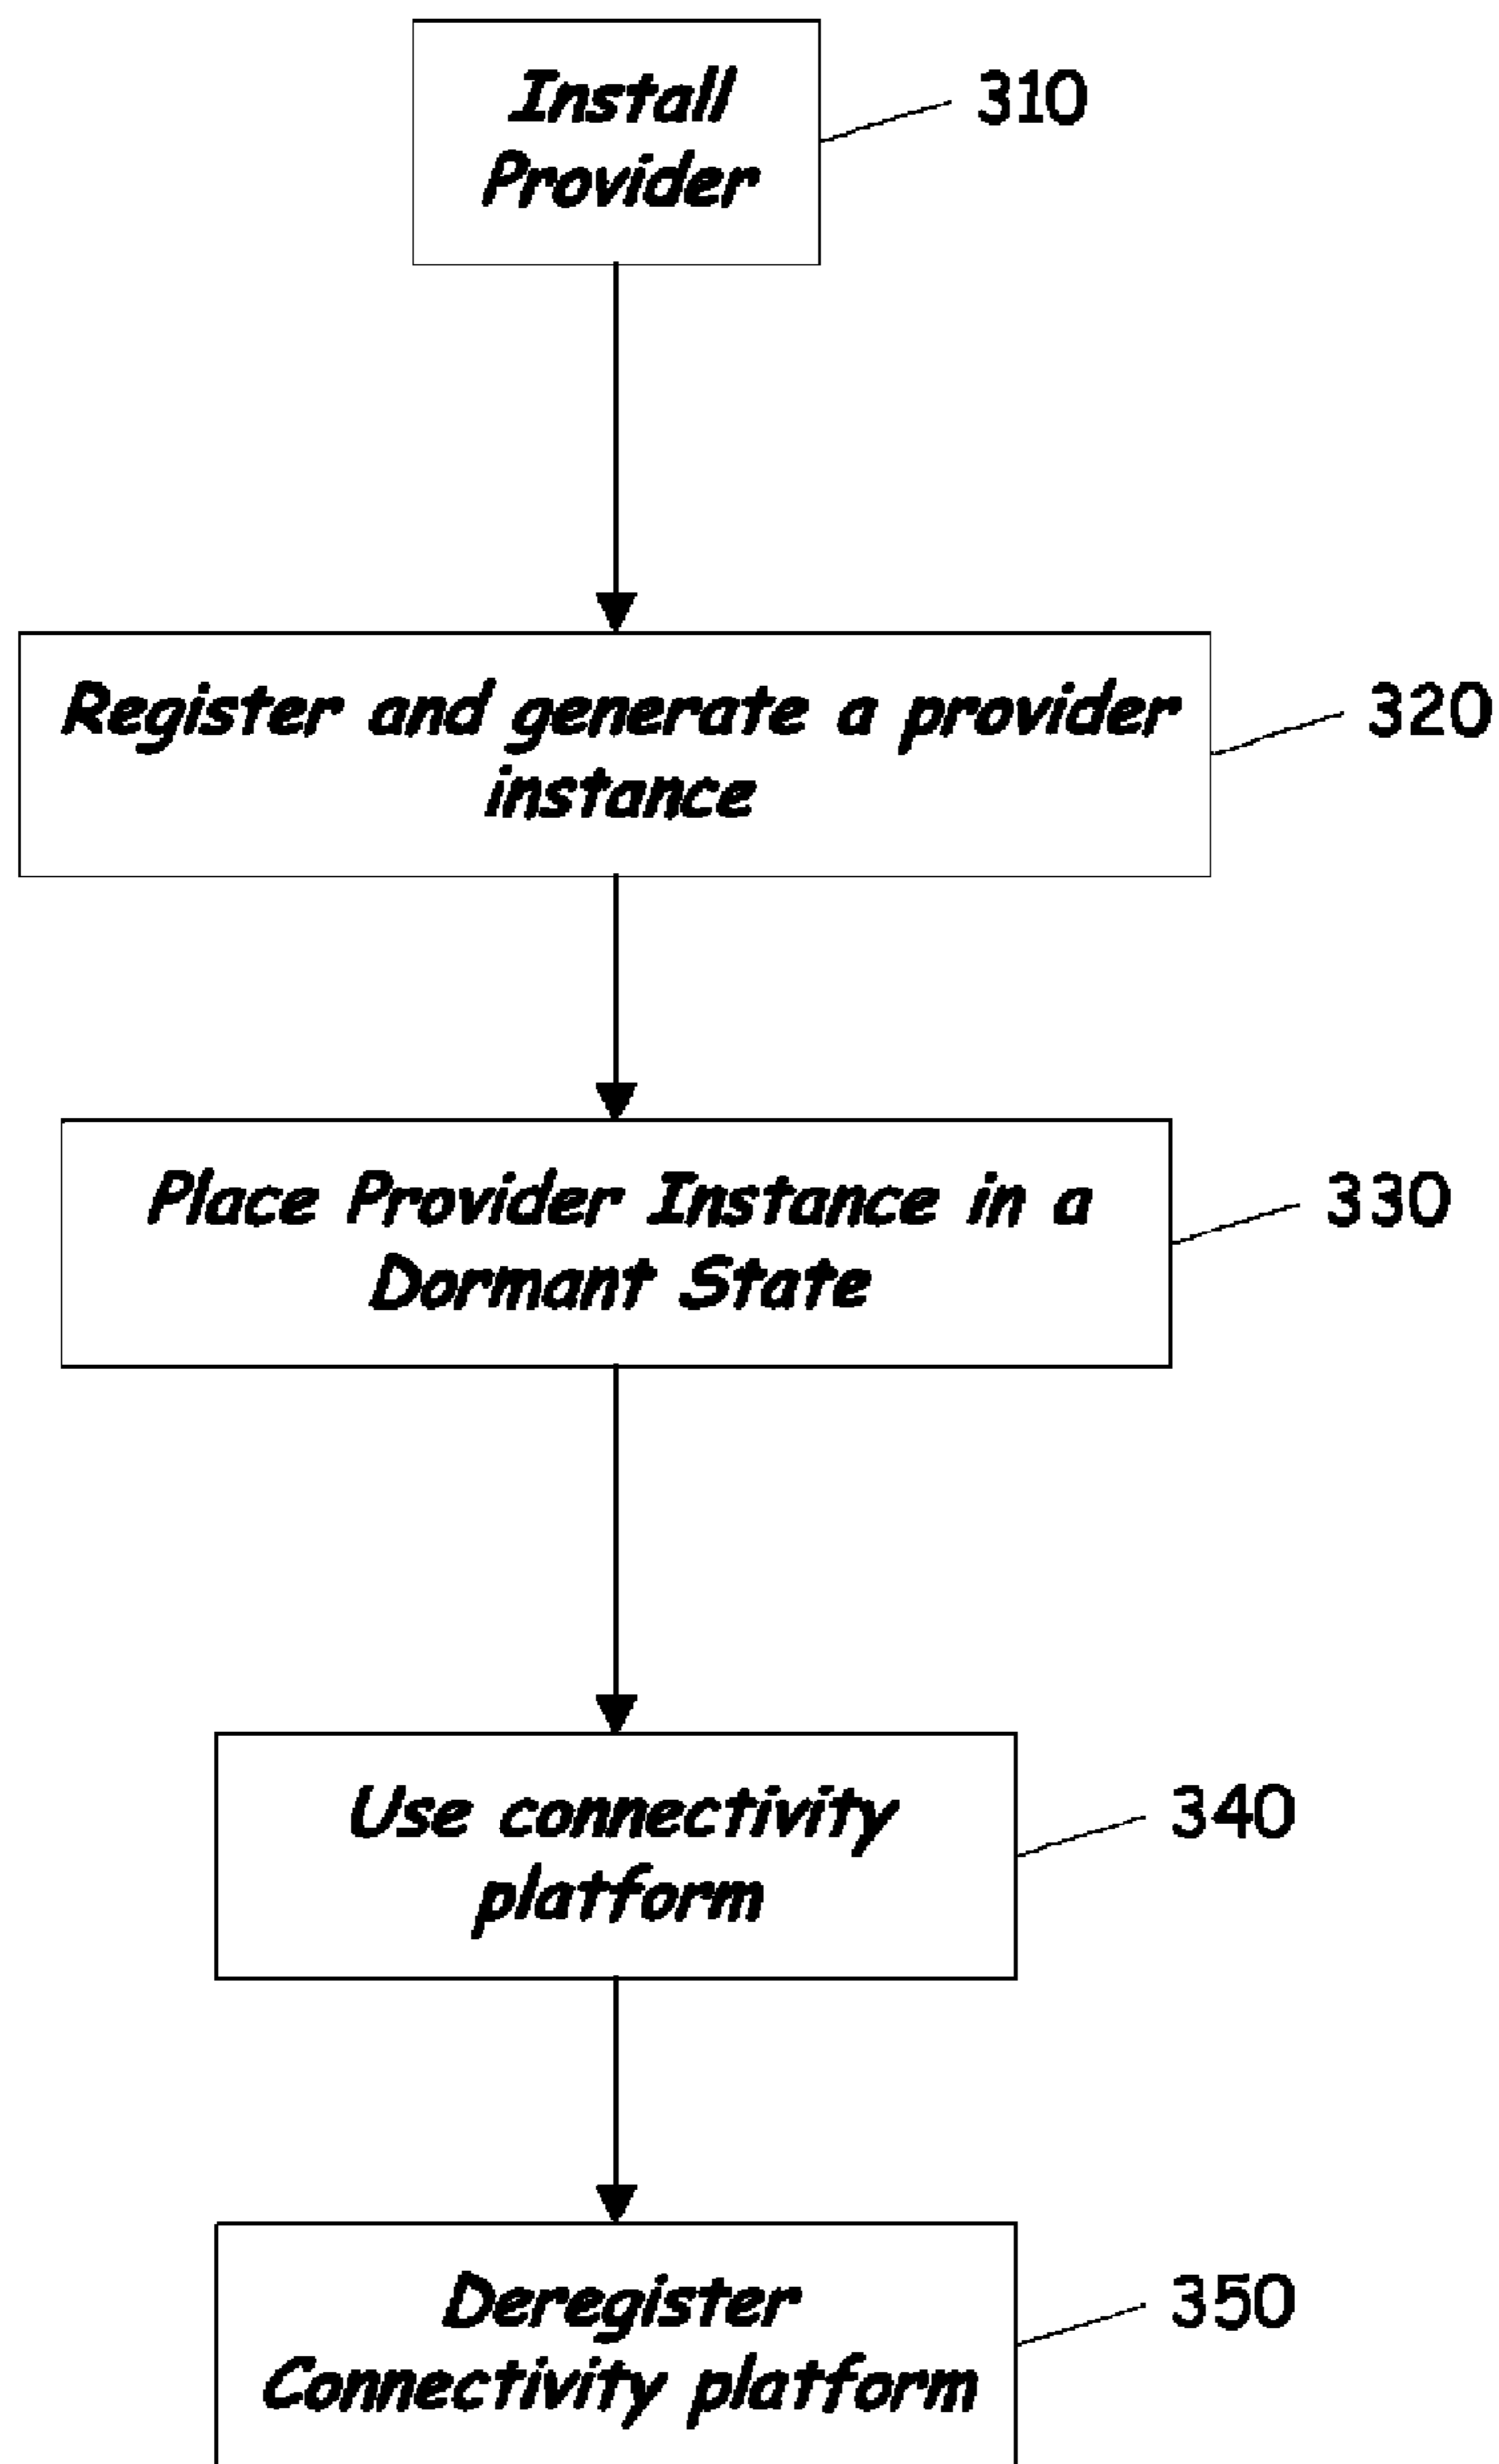 Install
Provider
310
Register and generate a provider
instance
320
Place Provider Instance in a
Dormant State
330
Use connectivity
platform
340
Deregister
Connectivity platform
350